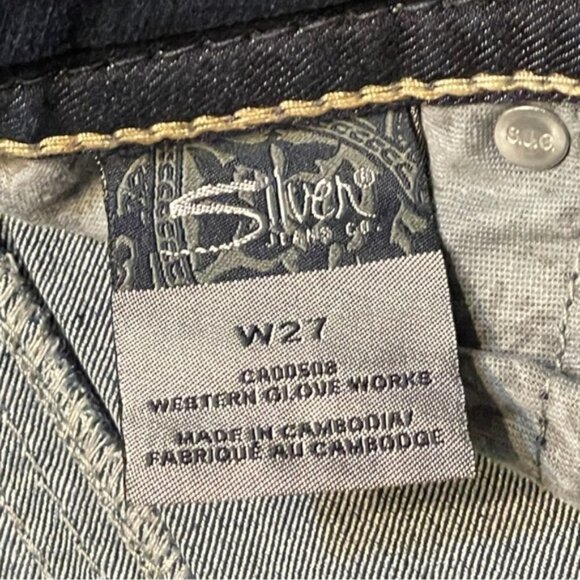 Silver®
JEANS CO.
S.J.C
W27
CA00508
WESTERN GLOVE WORKS
MADE IN CAMBODIA/
FABRIQUÉ AU CAMBODGE